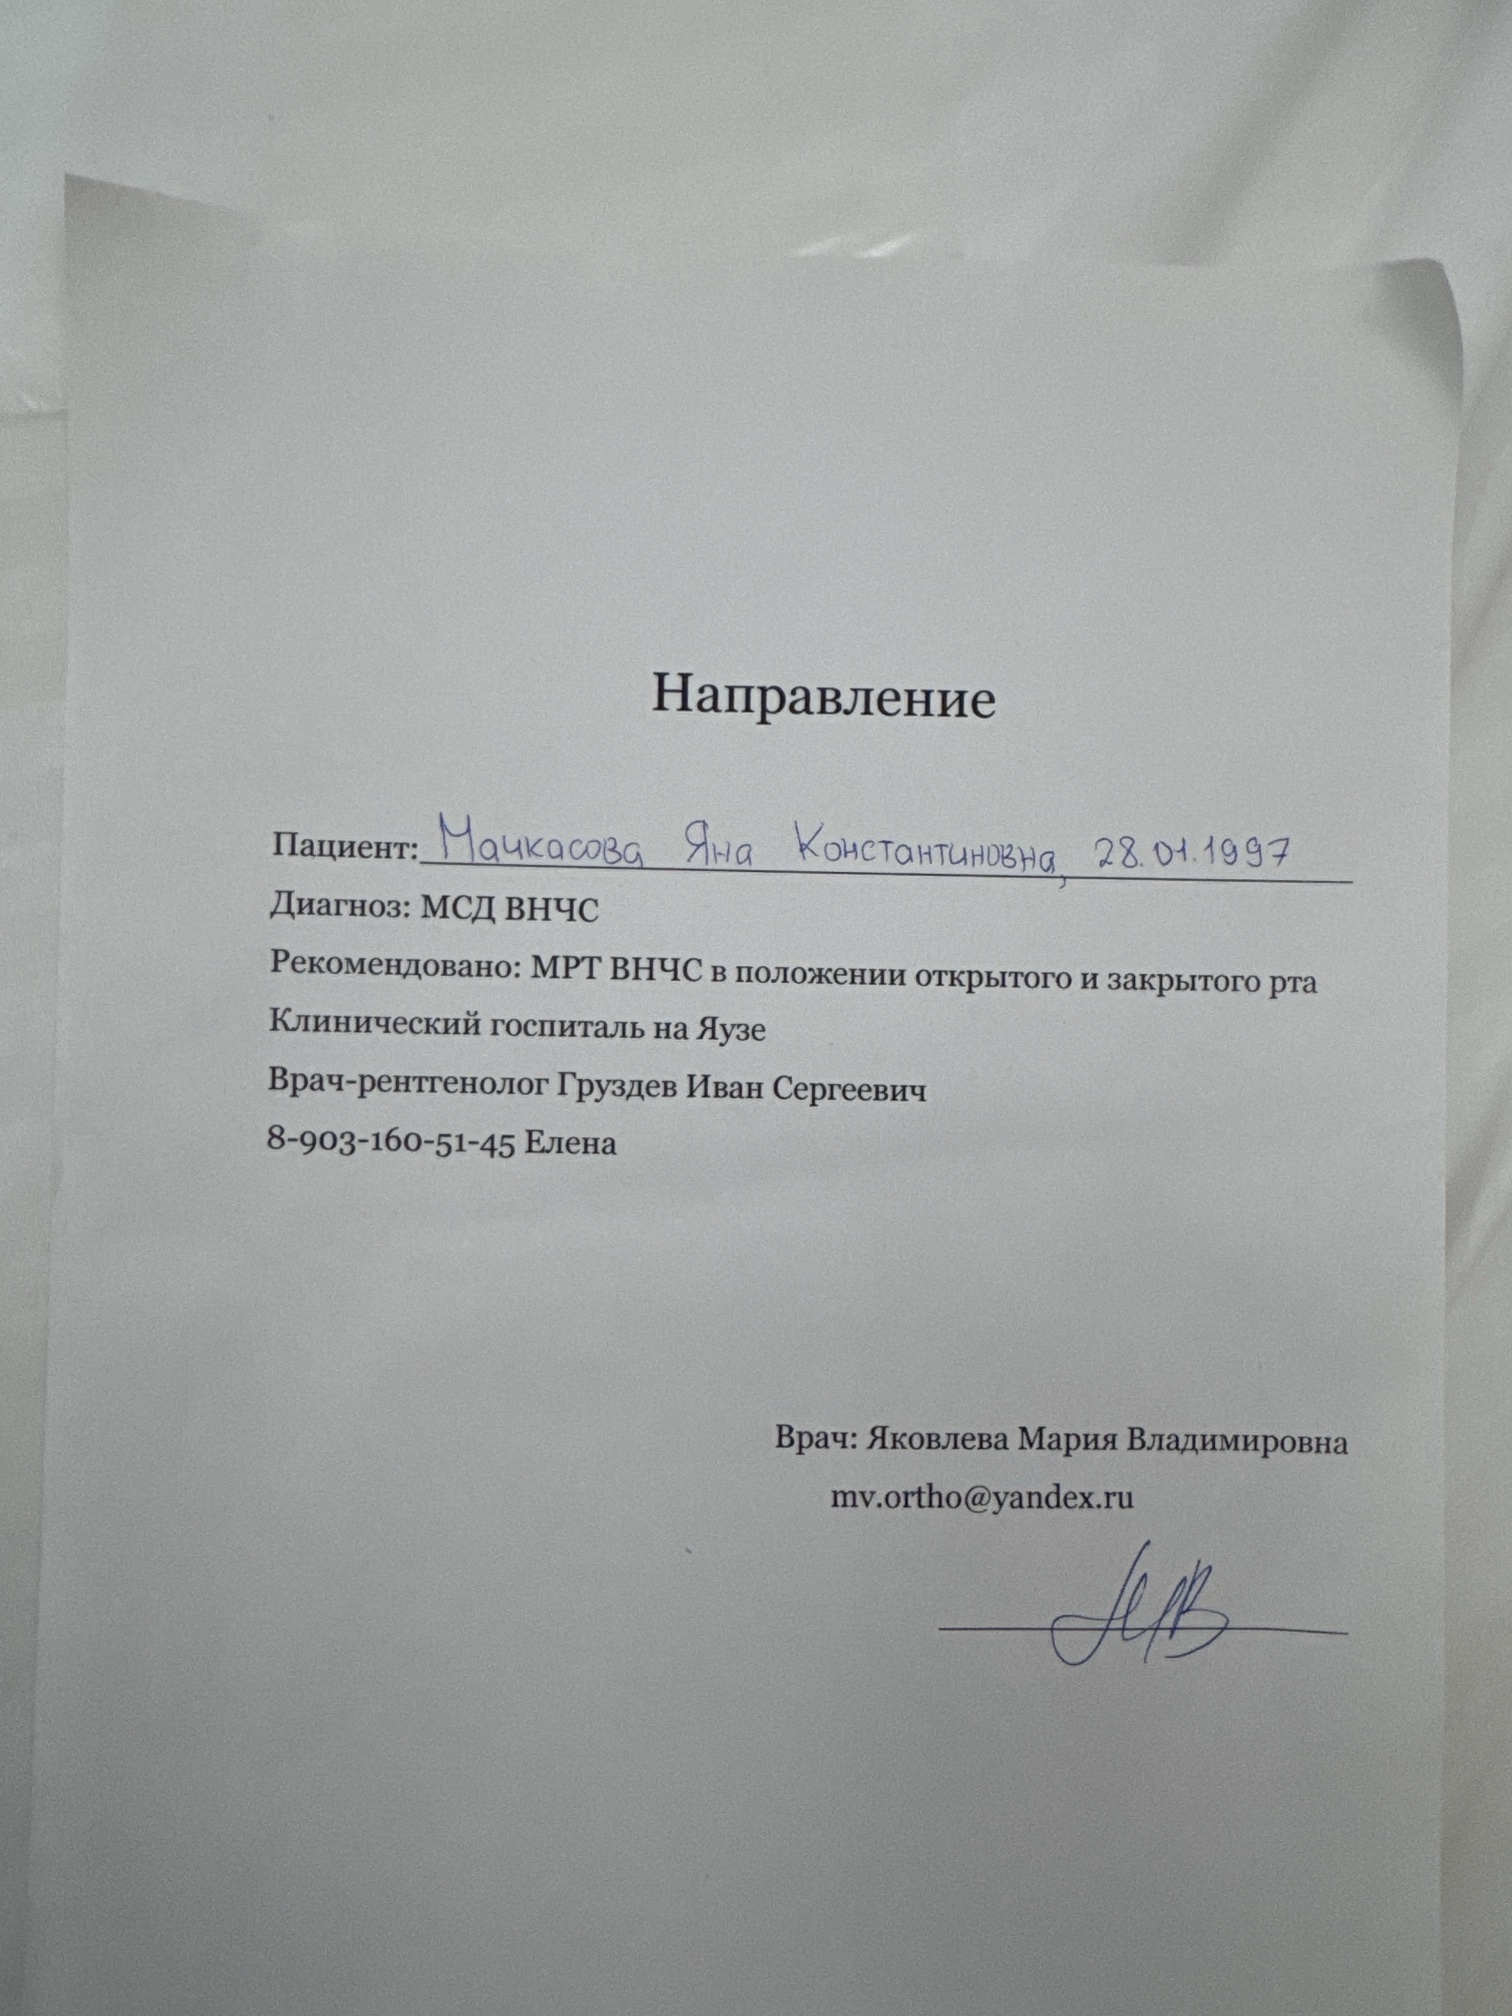 Направление
Пациент: Мачкасова Яна Константиновна, 28.01.1997
Диагноз: МСД ВНЧС
Рекомендовано: МРТ ВНЧС в положении открытого и закрытого рта
Клинический госпиталь на Яузе
Врач-рентгенолог Груздев Иван Сергеевич
8-903-160-51-45 Елена
Врач: Яковлева Мария Владимировна
mv.ortho@yandex.ru